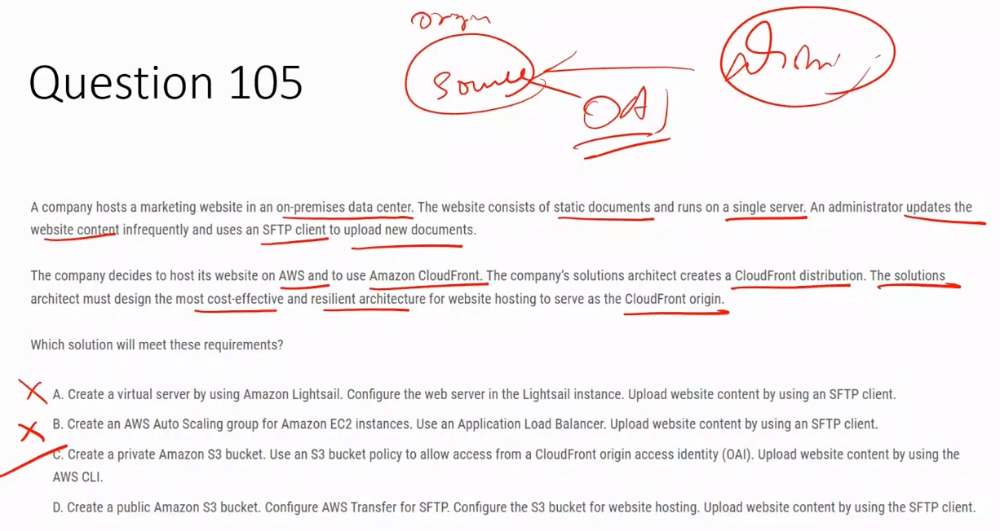 Origin
Source
OAI
Question 105
A company hosts a marketing website in an on-premises data center. The website consists of static documents and runs on a single server. An administrator updates the
website content infrequently and uses an SFTP client to upload new documents.
The company decides to host its website on AWS and to use Amazon CloudFront. The company's solutions architect creates a CloudFront distribution. The solutions
architect must design the most cost-effective and resilient architecture for website hosting to serve as the CloudFront origin.
Which solution will meet these requirements?
A. Create a virtual server by using Amazon Lightsail. Configure the web server in the Lightsail instance. Upload website content by using an SFTP client.
B. Create an AWS Auto Scaling group for Amazon EC2 instances. Use an Application Load Balancer. Upload website content by using an SFTP client.
C. Create a private Amazon S3 bucket. Use an S3 bucket policy to allow access from a CloudFront origin access identity (OAI). Upload website content by using the
AWS CLI.
D. Create a public Amazon S3 bucket. Configure AWS Transfer for SFTP. Configure the S3 bucket for website hosting. Upload website content by using the SFTP client.